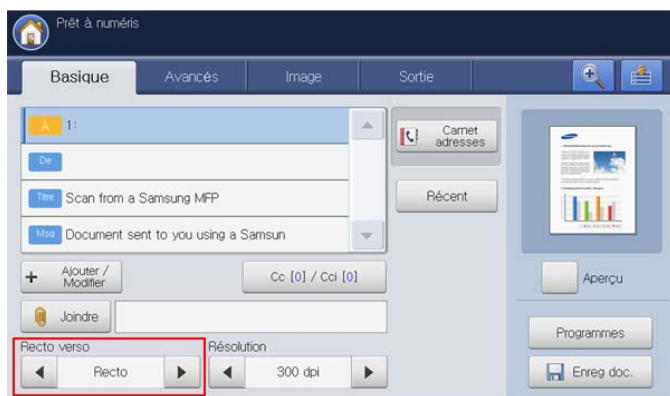 Prêt à numéris
Basique Avancés Image Sortie
À 1:
De
Titre Scan from a Samsung MFP
Msg Document sent to you using a Samsun
Carnet
adresses
Récent
+ Ajouter /
Modifier
Cc [0] / Cci [0]
Joindre
Aperçu
Recto verso Résolution
Recto 300 dpi
Programmes
Enreg doc.